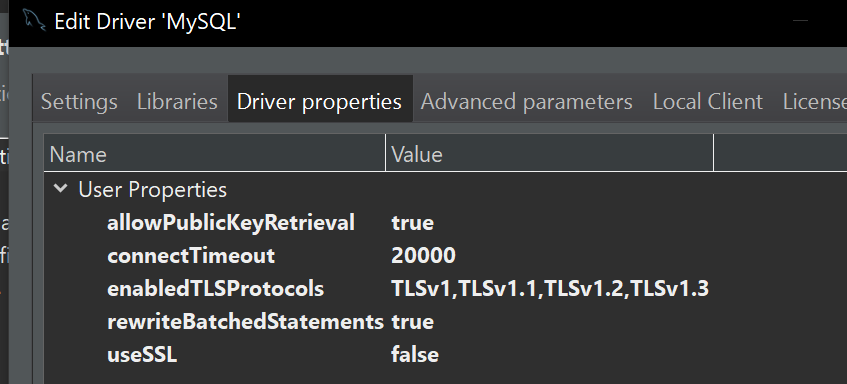 Edit Driver 'MySQL'
Settings Libraries Driver properties Advanced parameters Local Client License
Name Value
User Properties
allowPublicKeyRetrieval true
connectTimeout 20000
enabledTLSProtocols TLSv1,TLSv1.1,TLSv1.2,TLSv1.3
rewriteBatchedStatements true
useSSL false